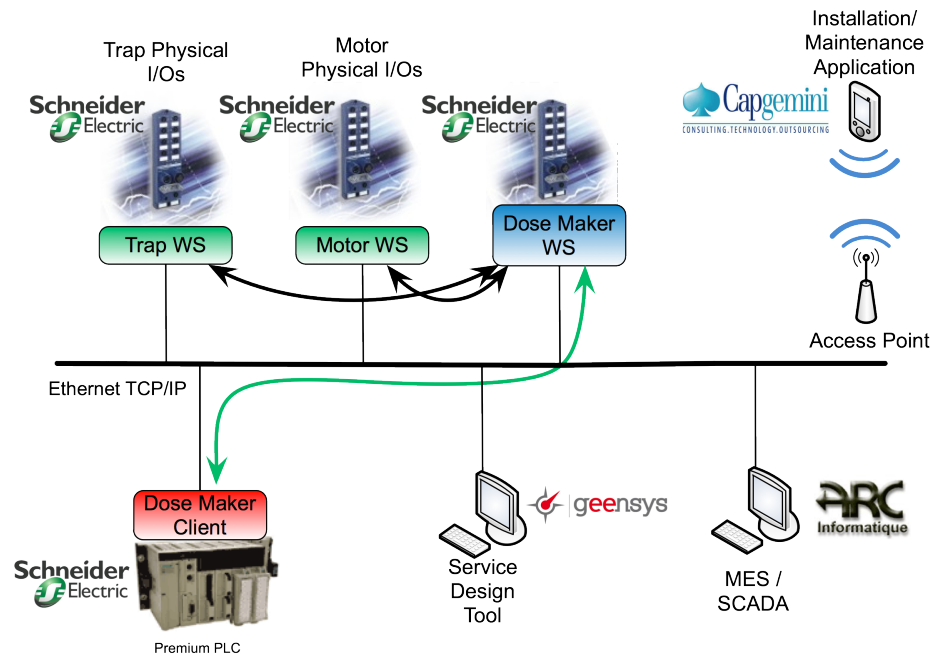 Installation/
Maintenance
Application
Trap Physical
I/Os
Motor
Physical I/Os
Schneider
Electric
Schneider
Electric
Schneider
Electric
Capgemini
CONSULTING.TECHNOLOGY.OUTSOURCING
Trap WS
Motor WS
Dose Maker
WS
Access Point
Ethernet TCP/IP
Dose Maker
Client
Schneider
Electric
Premium PLC
geensys
Service
Design
Tool
ARC
Informatique
MES /
SCADA